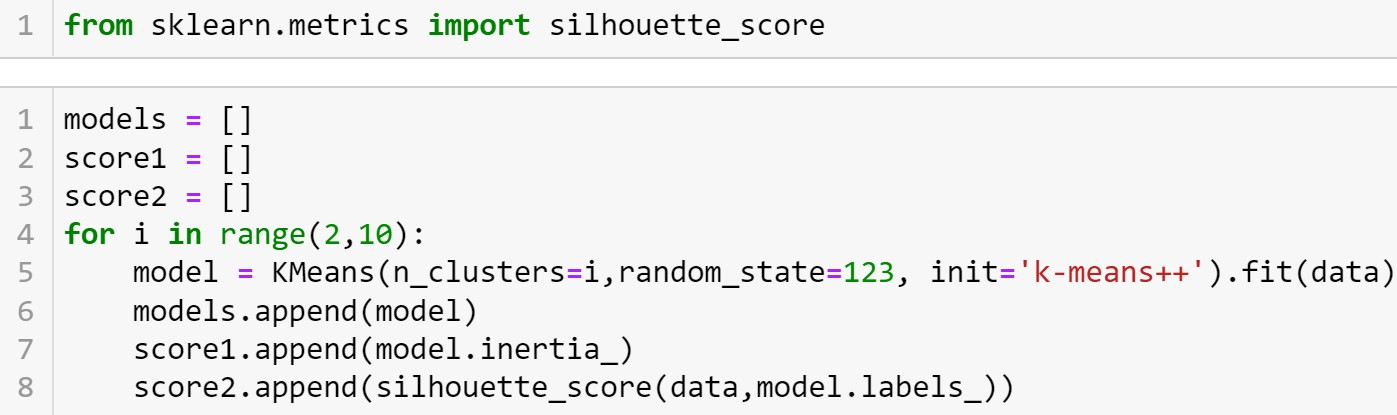 1 from sklearn.metrics import silhouette_score
1 models = []
2 score1 = []
3 score2 = []
4 for i in range(2,10):
5     model = KMeans(n_clusters=i,random_state=123, init='k-means++').fit(data)
6     models.append(model)
7     score1.append(model.inertia_)
8     score2.append(silhouette_score(data,model.labels_))